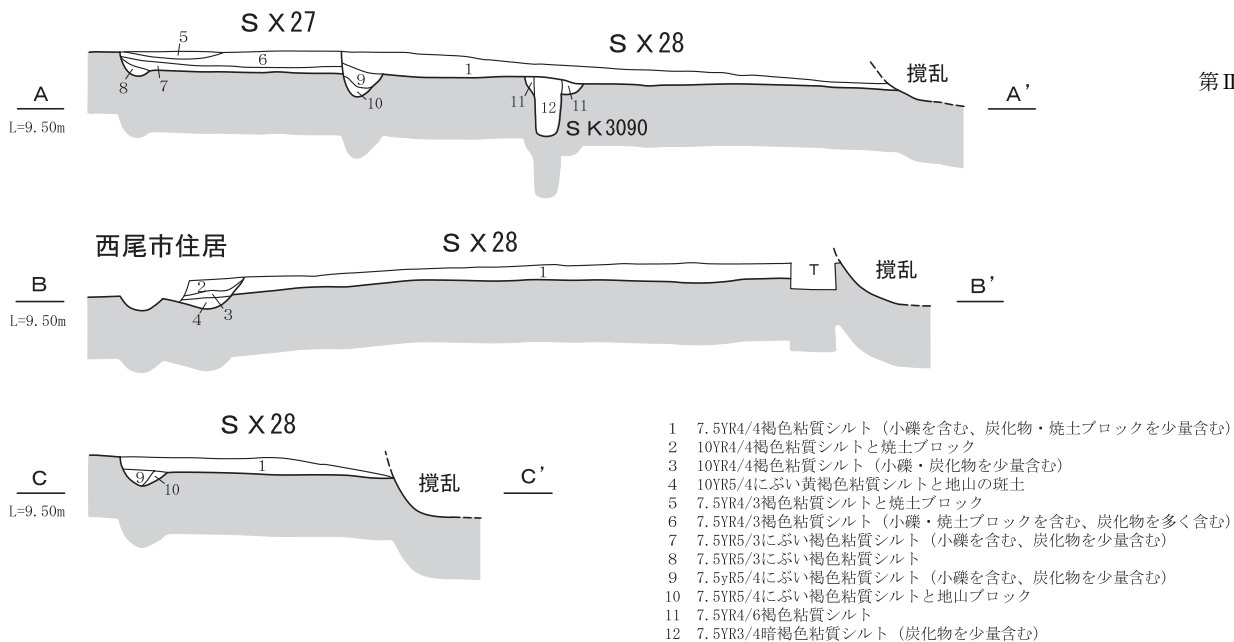 SX27
SX28
5
6
7
8
9
10
1
11
12
11
SK3090
撹乱
A
L=9.50m
A'
第Ⅱ
西尾市住居
SX28
2
3
4
1
T
撹乱
B
L=9.50m
B'
SX28
9
10
1
撹乱
C
L=9.50m
C'
1 7.5YR4/4褐色粘質シルト（小礫を含む、炭化物・焼土ブロックを少量含む）
2 10YR4/4褐色粘質シルトと焼土ブロック
3 10YR4/4褐色粘質シルト（小礫・炭化物を少量含む）
4 10YR5/4にぶい黄褐色粘質シルトと地山の斑土
5 7.5YR4/3褐色粘質シルトと焼土ブロック
6 7.5YR4/3褐色粘質シルト（小礫・焼土ブロックを含む、炭化物を多く含む）
7 7.5YR5/3にぶい褐色粘質シルト（小礫を含む、炭化物を少量含む）
8 7.5YR5/3にぶい褐色粘質シルト
9 7.5yR5/4にぶい褐色粘質シルト（小礫を含む、炭化物を少量含む）
10 7.5YR5/4にぶい褐色粘質シルトと地山ブロック
11 7.5YR4/6褐色粘質シルト
12 7.5YR3/4暗褐色粘質シルト（炭化物を少量含む）